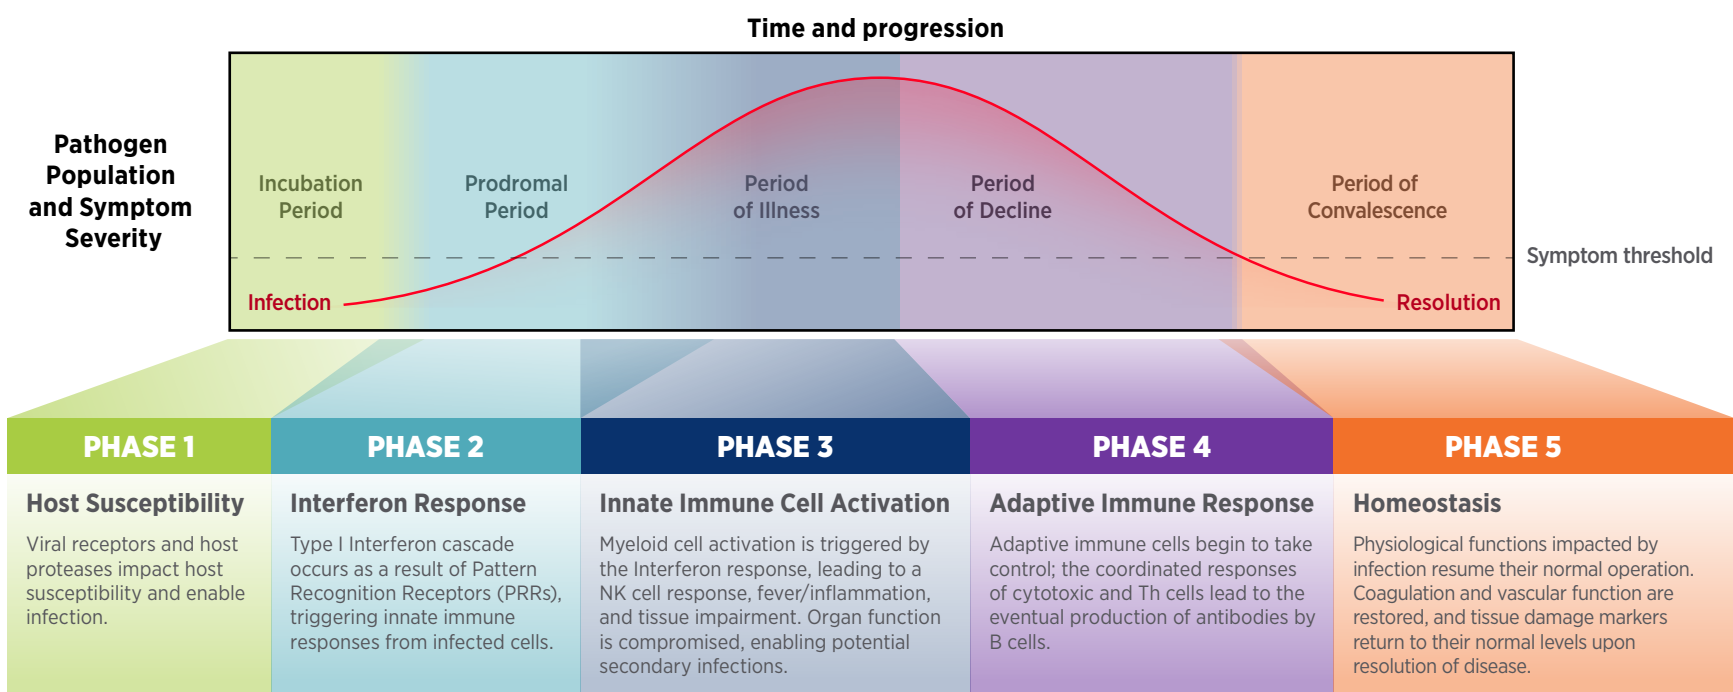 Time and progression
Pathogen
Population
and Symptom
Severity
Incubation
Period
Prodromal
Period
Period
of Illness
Period
of Decline
Period of
Convalescence
Symptom threshold
Infection
Resolution
PHASE 1
Host Susceptibility
Viral receptors and host
proteases impact host
susceptibility and enable
infection.
PHASE 2
Interferon Response
Type I Interferon cascade
occurs as a result of Pattern
Recognition Receptors (PRRs),
triggering innate immune
responses from infected cells.
PHASE 3
Innate Immune Cell Activation
Myeloid cell activation is triggered by
the Interferon response, leading to a
NK cell response, fever/inflammation,
and tissue impairment. Organ function
is compromised, enabling potential
secondary infections.
PHASE 4
Adaptive Immune Response
Adaptive immune cells begin to take
control; the coordinated responses
of cytotoxic and Th cells lead to the
eventual production of antibodies by
B cells.
PHASE 5
Homeostasis
Physiological functions impacted by
infection resume their normal operation.
Coagulation and vascular function are
restored, and tissue damage markers
return to their normal levels upon
resolution of disease.